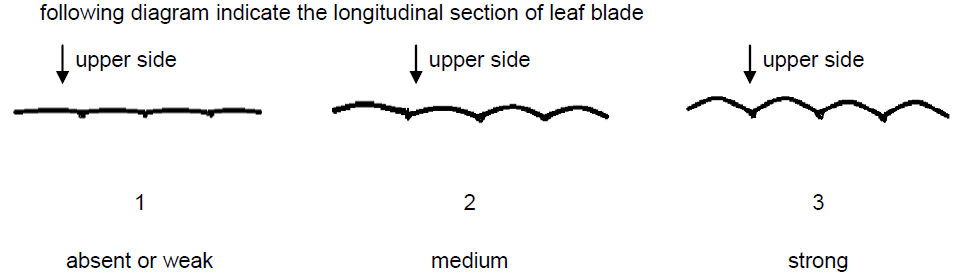 following diagram indicate the longitudinal section of leaf blade
upper side upper side upper side
1 2 3
absent or weak medium strong